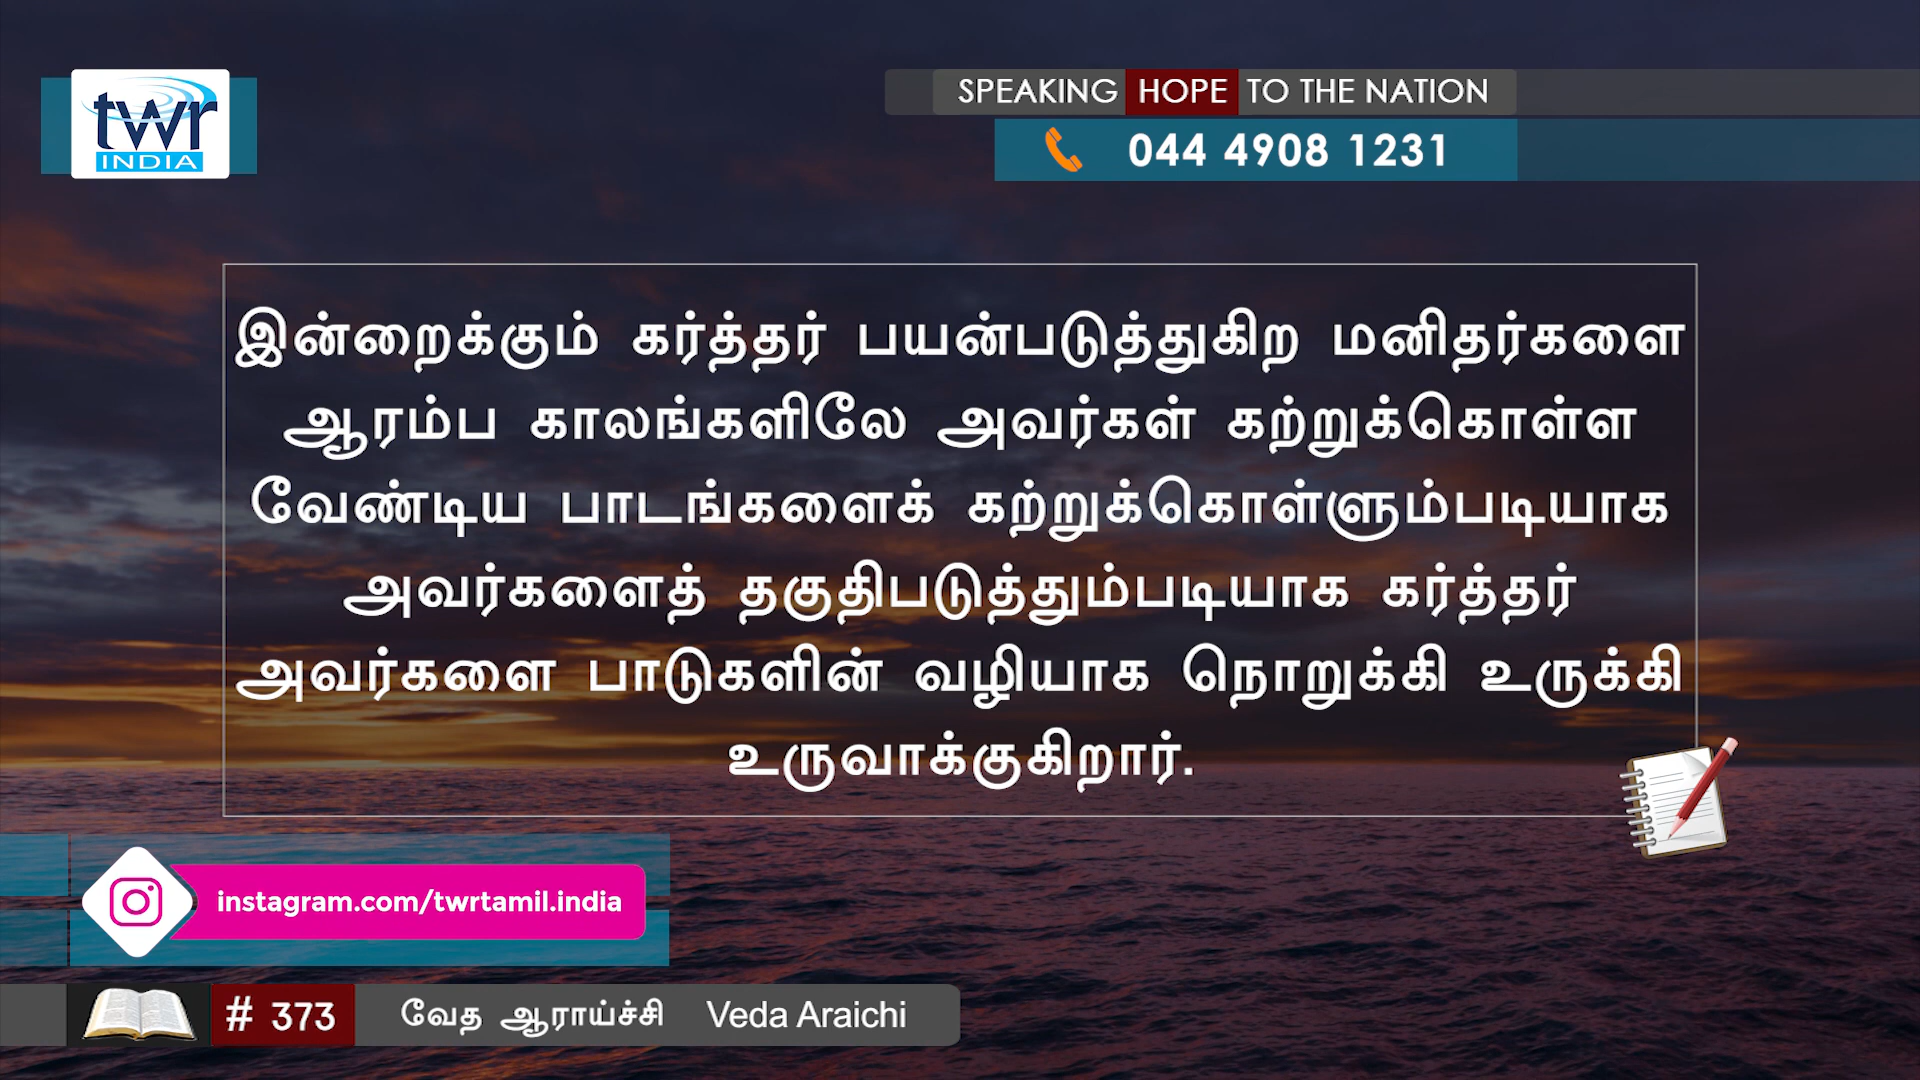 twr
INDIA
SPEAKING HOPE TO THE NATION
044 4908 1231
இன்றைக்கும் கர்த்தர் பயன்படுத்துகிற மனிதர்களை
ஆரம்ப காலங்களிலே அவர்கள் கற்றுக்கொள்ள
வேண்டிய பாடங்களைக் கற்றுக்கொள்ளும்படியாக
அவர்களைத் தகுதிபடுத்தும்படியாக கர்த்தர்
அவர்களை பாடுகளின் வழியாக நொறுக்கி உருக்கி
உருவாக்குகிறார்.
instagram.com/twrtamil.india
# 373 வேத ஆராய்ச்சி Veda Araichi